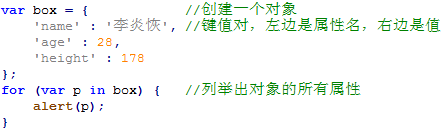 var box = { //创建一个对象
'name' : '李炎恢', //键值对，左边是属性名，右边是值
'age' : 28,
'height' : 178
};
for (var p in box) { //列举出对象的所有属性
alert(p);
}